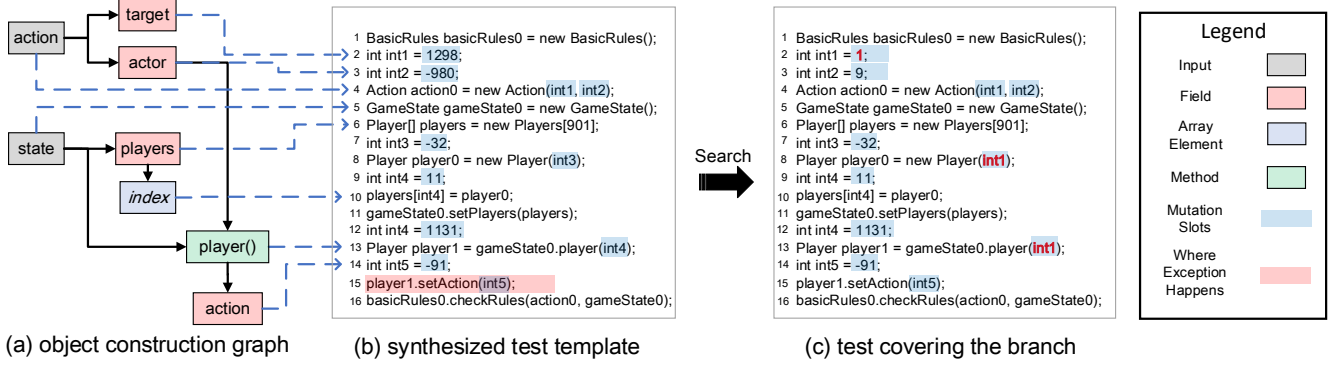 target
action
actor
state
players
index
player()
action
(a) object construction graph
1 BasicRules basicRules0 = new BasicRules();
2 int int1 = 1298;
3 int int2 = -980;
4 Action action0 = new Action(int1, int2);
5 GameState gameState0 = new GameState();
6 Player[] players = new Players[901];
7 int int3 = -32;
8 Player player0 = new Player(int3);
9 int int4 = 11;
10 players[int4] = player0;
11 gameState0.setPlayers(players);
12 int int4 = 1131;
13 Player player1 = gameState0.player(int4);
14 int int5 = -91;
15 player1.setAction(int5);
16 basicRules0.checkRules(action0, gameState0);
(b) synthesized test template
Search
1 BasicRules basicRules0 = new BasicRules();
2 int int1 = 1;
3 int int2 = 9;
4 Action action0 = new Action(int1, int2);
5 GameState gameState0 = new GameState();
6 Player[] players = new Players[901];
7 int int3 = -32;
8 Player player0 = new Player(int1);
9 int int4 = 11;
10 players[int4] = player0;
11 gameState0.setPlayers(players);
12 int int4 = 1131;
13 Player player1 = gameState0.player(int1);
14 int int5 = -91;
15 player1.setAction(int5);
16 basicRules0.checkRules(action0, gameState0);
(c) test covering the branch
Legend
Input
Field
Array
Element
Method
Mutation
Slots
Where
Exception
Happens